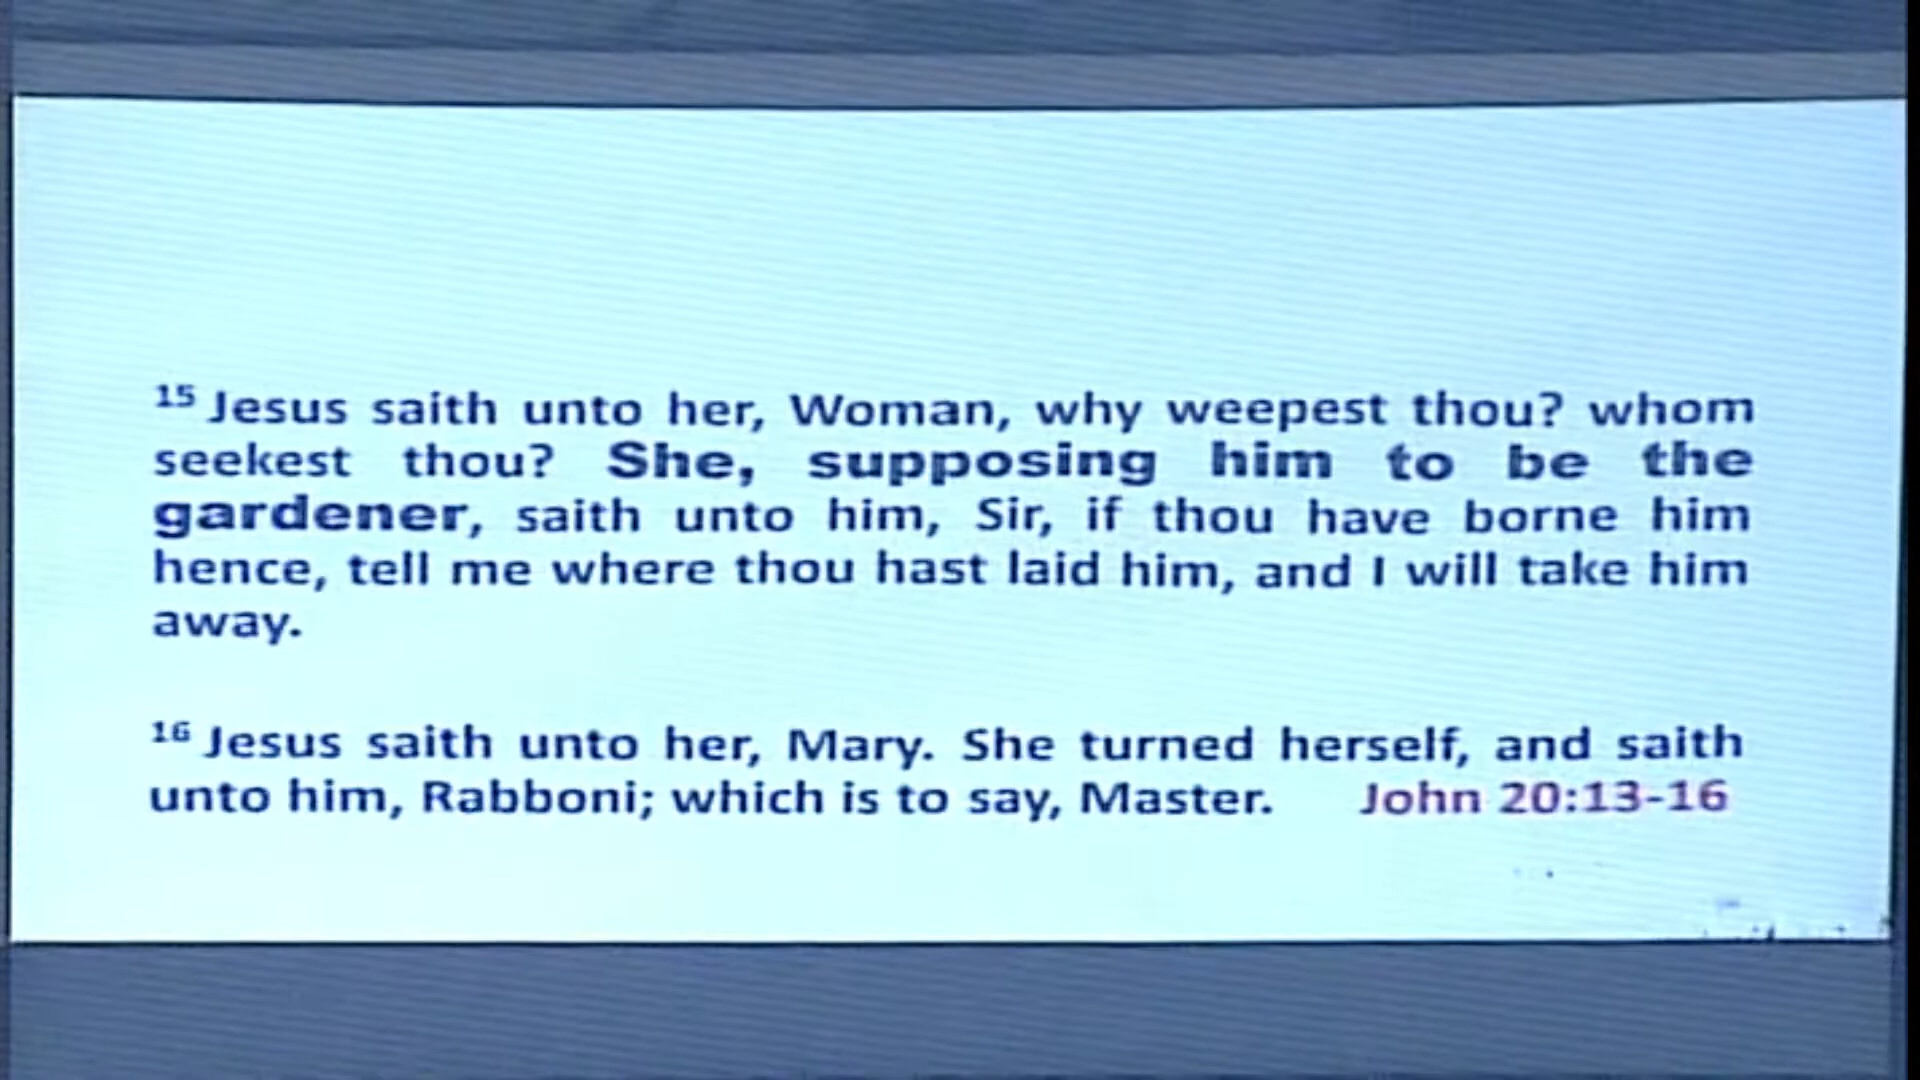 15 Jesus saith unto her, Woman, why weepest thou? whom
seekest thou? She, supposing him to be the
gardener, saith unto him, Sir, if thou have borne him
hence, tell me where thou hast laid him, and I will take him
away.
16 Jesus saith unto her, Mary. She turned herself, and saith
unto him, Rabboni; which is to say, Master. John 20:13-16